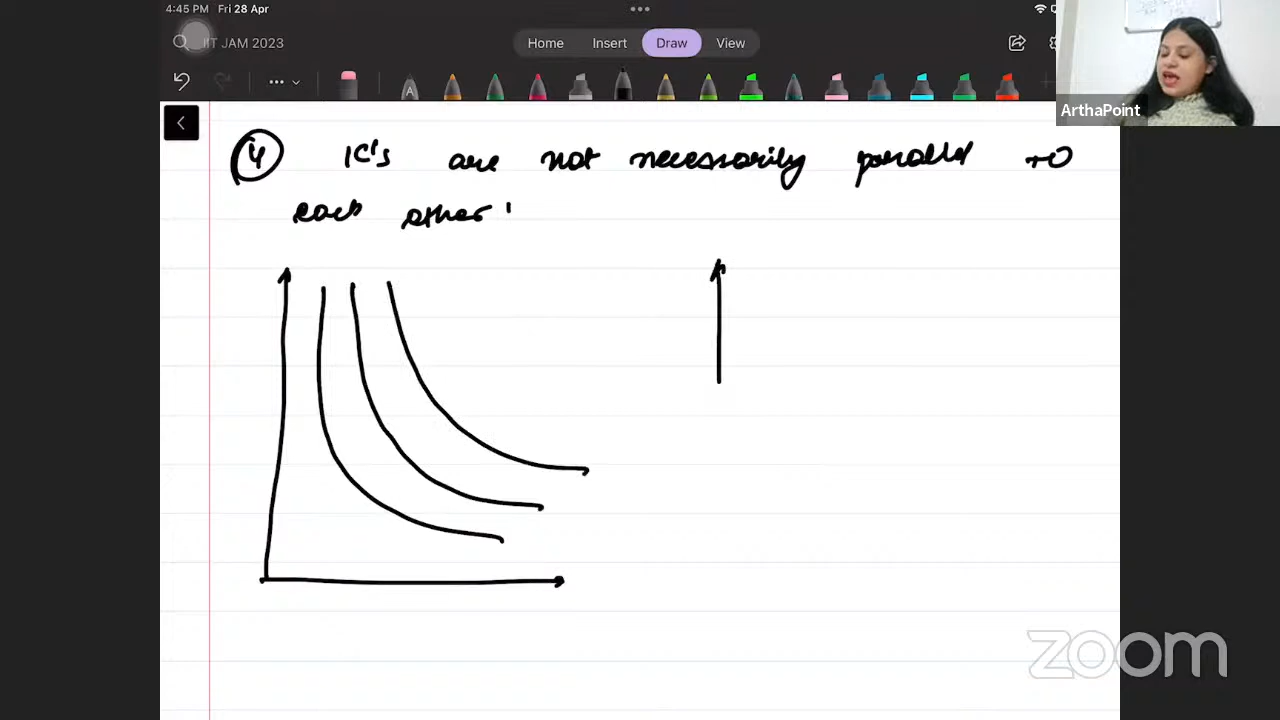 4:45 PM Fri 28 Apr
IIT JAM 2023
Home Insert Draw View
A
ArthaPoint
4 IC's are not necessarily parallel to
each other
zoom